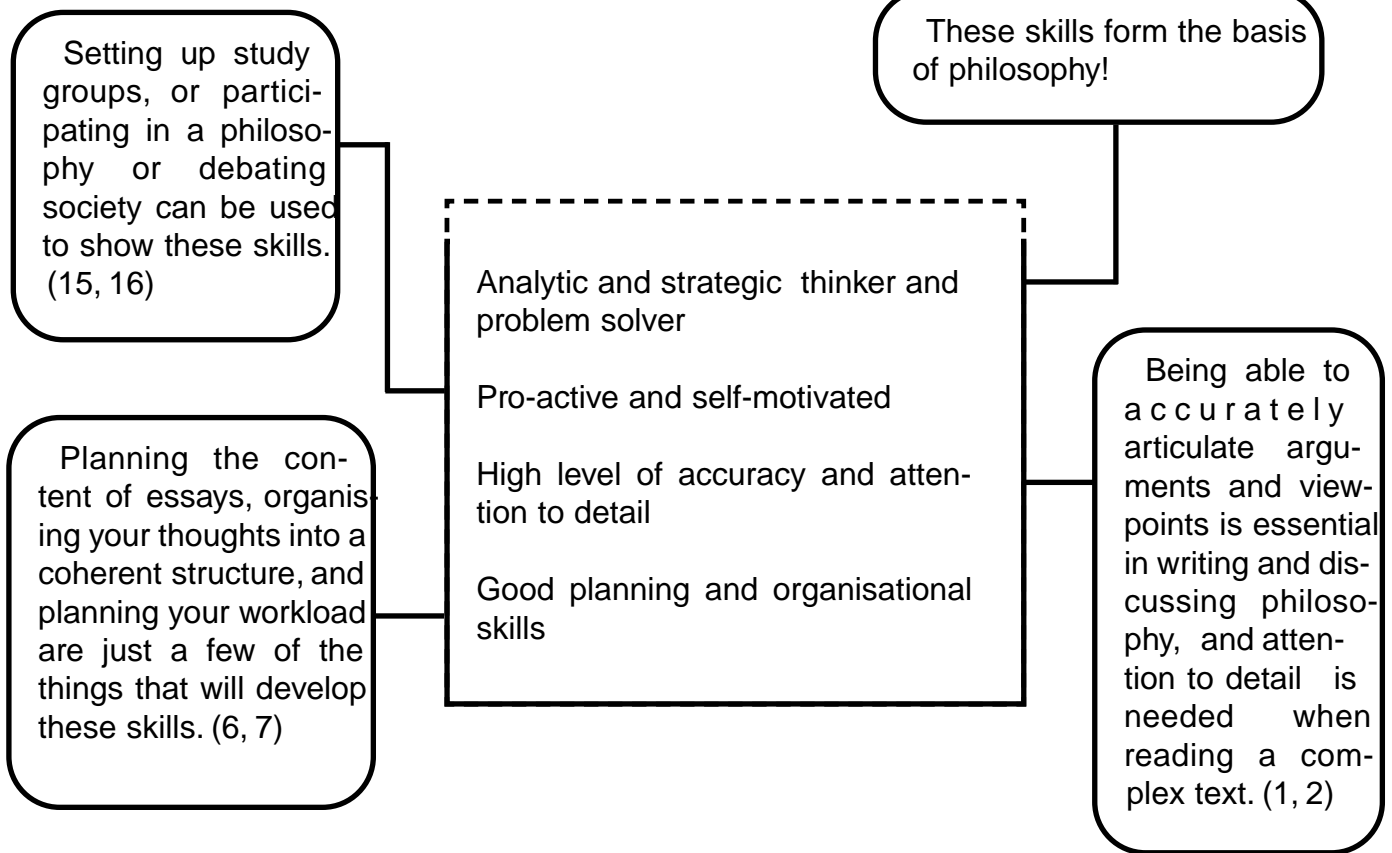 Setting up study
groups, or partici-
pating in a philoso-
phy or debating
society can be used
to show these skills.
(15, 16)
These skills form the basis
of philosophy!
Analytic and strategic thinker and
problem solver
Pro-active and self-motivated
High level of accuracy and atten-
tion to detail
Good planning and organisational
skills
Planning the con-
tent of essays, organis-
ing your thoughts into a
coherent structure, and
planning your workload
are just a few of the
things that will develop
these skills. (6, 7)
Being able to
accurately
articulate argu-
ments and view-
points is essential
in writing and dis-
cussing philoso-
phy, and atten-
tion to detail is
needed when
reading a com-
plex text. (1, 2)